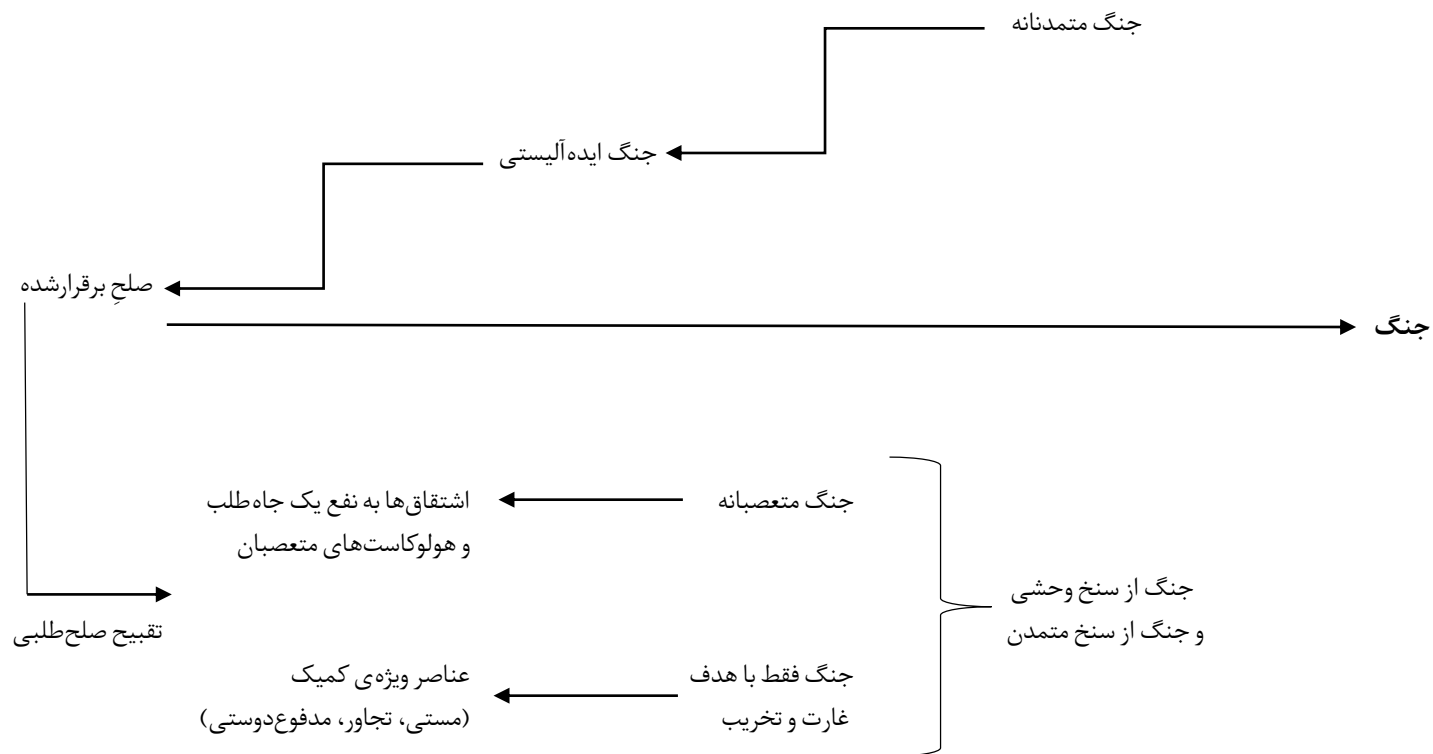 جنگ متمدنانه
جنگ ایده‌آلیستی
صلحِ برقرارشده
جنگ
جنگ متعصبانه
اشتقاق‌ها به نفع یک جاه‌طلب
و هولوکاست‌های متعصبان
جنگ از سنخ وحشی
و جنگ از سنخ متمدن
تقبیح صلح‌طلبی
جنگ فقط با هدف
غارت و تخریب
عناصر ویژه‌ی کمیک
(مستی، تجاور، مدفوع‌دوستی)